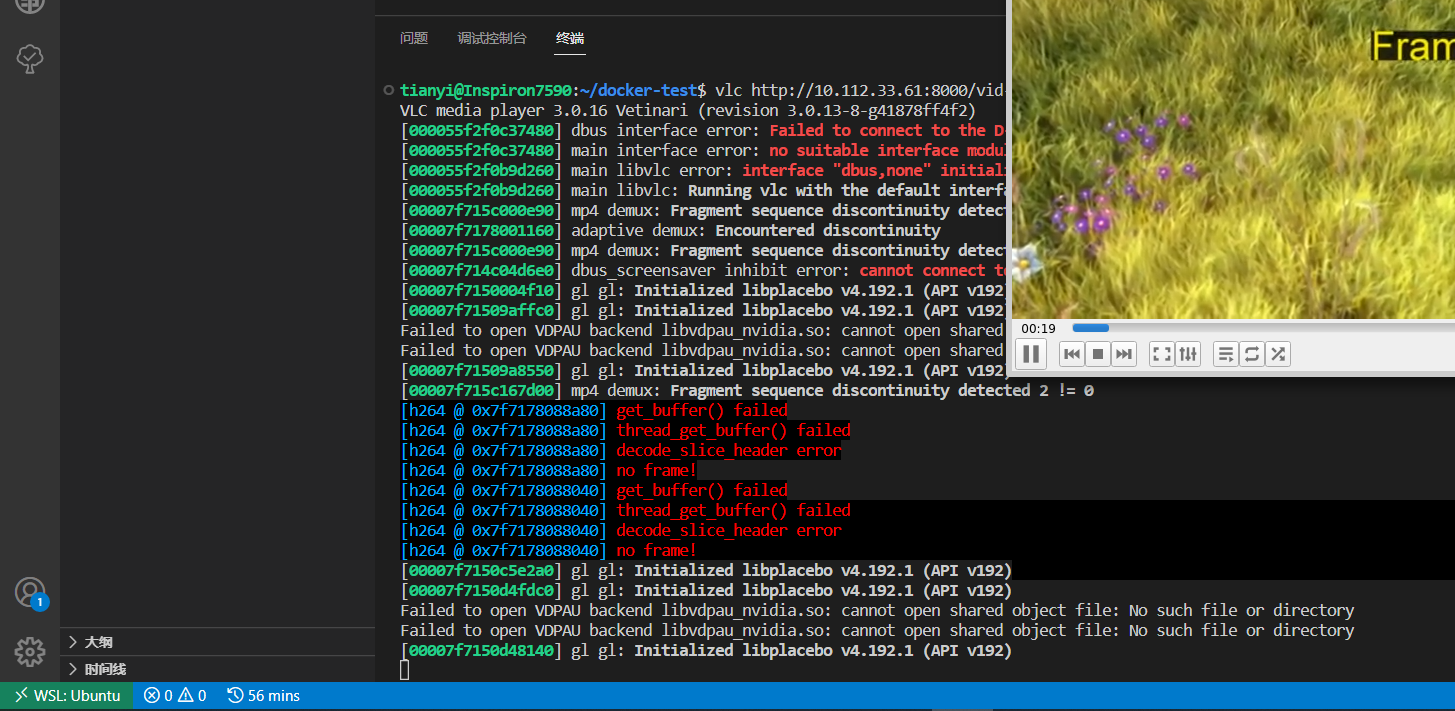 问题 调试控制台 终端
Fram
tianyi@Inspiron7590:~/docker-test$ vlc http://10.112.33.61:8000/vid-
VLC media player 3.0.16 Vetinari (revision 3.0.13-8-g41878ff4f2)
[000055f2f0c37480] dbus interface error: Failed to connect to the D-
[000055f2f0c37480] main interface error: no suitable interface modul
[000055f2f0b9d260] main libvlc error: interface "dbus,none" initiali
[000055f2f0b9d260] main libvlc: Running vlc with the default interfa
[00007f715c000e90] mp4 demux: Fragment sequence discontinuity detect
[00007f7178001160] adaptive demux: Encountered discontinuity
[00007f715c000e90] mp4 demux: Fragment sequence discontinuity detect
[00007f714c04d6e0] dbus_screensaver inhibit error: cannot connect to
[00007f7150004f10] gl gl: Initialized libplacebo v4.192.1 (API v192)
[00007f71509affc0] gl gl: Initialized libplacebo v4.192.1 (API v192)
Failed to open VDPAU backend libvdpau_nvidia.so: cannot open shared
Failed to open VDPAU backend libvdpau_nvidia.so: cannot open shared
[00007f71509a8550] gl gl: Initialized libplacebo v4.192.1 (API v192)
00:19
[00007f715c167d00] mp4 demux: Fragment sequence discontinuity detected 2 != 0
[h264 @ 0x7f7178088a80] get_buffer() failed
[h264 @ 0x7f7178088a80] thread_get_buffer() failed
[h264 @ 0x7f7178088a80] decode_slice_header error
[h264 @ 0x7f7178088a80] no frame!
[h264 @ 0x7f7178088040] get_buffer() failed
[h264 @ 0x7f7178088040] thread_get_buffer() failed
[h264 @ 0x7f7178088040] decode_slice_header error
[h264 @ 0x7f7178088040] no frame!
[00007f7150c5e2a0] gl gl: Initialized libplacebo v4.192.1 (API v192)
[00007f7150d4fdc0] gl gl: Initialized libplacebo v4.192.1 (API v192)
Failed to open VDPAU backend libvdpau_nvidia.so: cannot open shared object file: No such file or directory
Failed to open VDPAU backend libvdpau_nvidia.so: cannot open shared object file: No such file or directory
[00007f7150d48140] gl gl: Initialized libplacebo v4.192.1 (API v192)
1
大纲
时间线
WSL: Ubuntu 0 0 56 mins